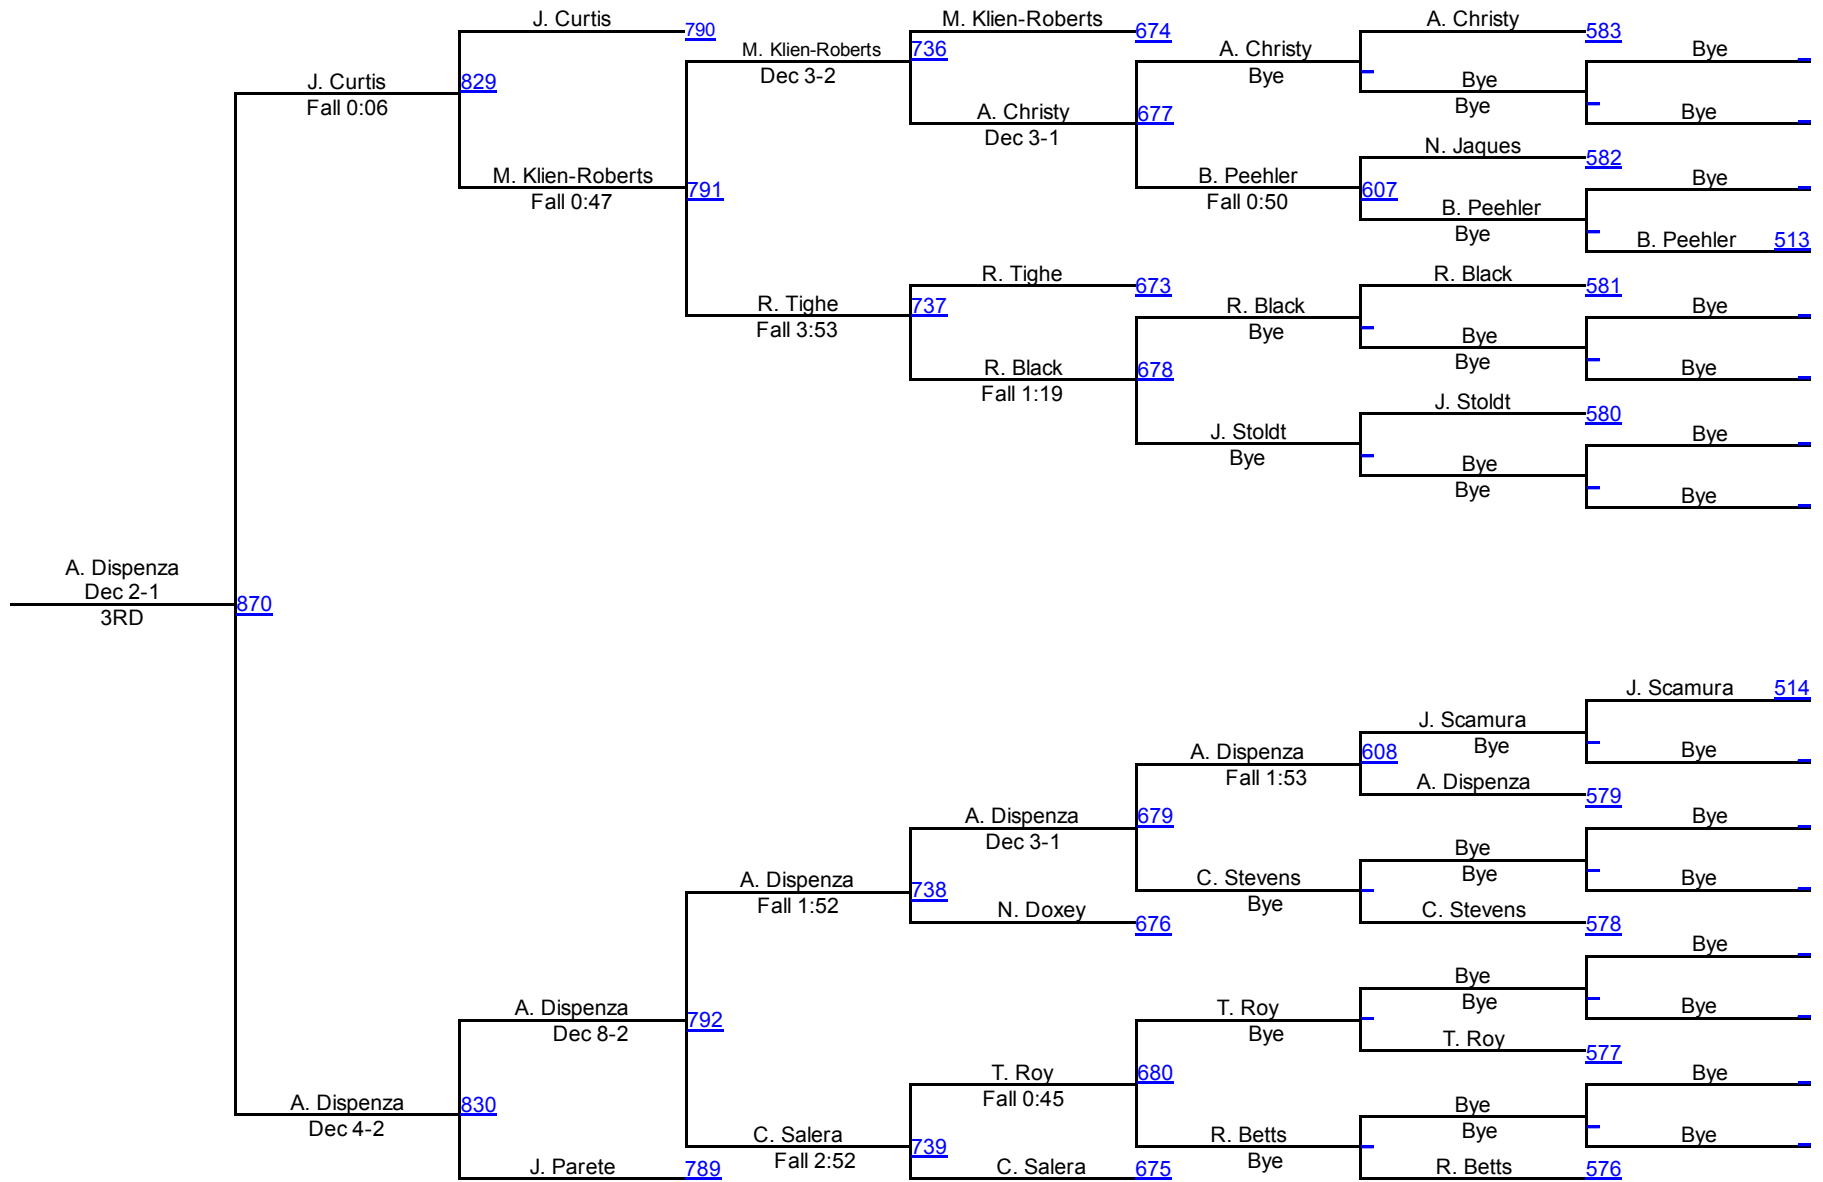 J. Curtis
790
M. Klien-Roberts
674
A. Christy
583
M. Klien-Roberts
736
Dec 3-2
A. Christy
Bye
Bye
J. Curtis
829
Fall 0:06
Bye
Bye
A. Christy
677
Dec 3-1
Bye
N. Jaques
582
M. Klien-Roberts
791
Fall 0:47
B. Peehler
607
Fall 0:50
Bye
B. Peehler
Bye
B. Peehler 513
R. Tighe
673
R. Black
581
R. Tighe
737
Fall 3:53
R. Black
Bye
Bye
Bye
Bye
R. Black
678
Fall 1:19
Bye
J. Stoldt
580
J. Stoldt
Bye
Bye
Bye
Bye
Bye
A. Dispenza
Dec 2-1
870
3RD
J. Scamura 514
J. Scamura
Bye
A. Dispenza
608
Fall 1:53
Bye
A. Dispenza
579
A. Dispenza
679
Dec 3-1
Bye
Bye
Bye
A. Dispenza
738
Fall 1:52
C. Stevens
Bye
Bye
N. Doxey
676
C. Stevens
578
Bye
Bye
Bye
A. Dispenza
792
Dec 8-2
T. Roy
Bye
Bye
T. Roy
577
T. Roy
680
Fall 0:45
Bye
A. Dispenza
830
Dec 4-2
Bye
Bye
C. Salera
739
Fall 2:52
R. Betts
Bye
Bye
J. Parete
789
C. Salera
675
R. Betts
576